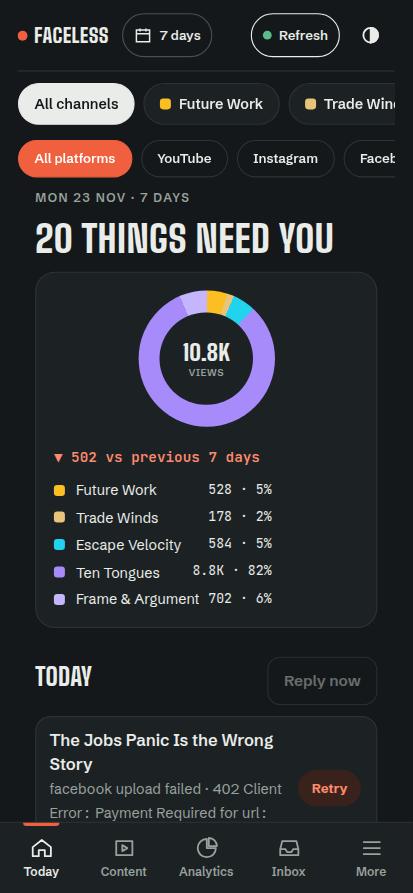 FACELESS
7 days
Refresh
All channels
Future Work
Trade Wind
All platforms
YouTube
Instagram
Faceb
MON 23 NOV · 7 DAYS
20 THINGS NEED YOU
10.8K
VIEWS
▼ 502 vs previous 7 days
Future Work 528 · 5%
Trade Winds 178 · 2%
Escape Velocity 584 · 5%
Ten Tongues 8.8K · 82%
Frame & Argument 702 · 6%
TODAY
Reply now
The Jobs Panic Is the Wrong
Story
facebook upload failed · 402 Client
Error: Payment Required for url:
Retry
Today
Content
Analytics
Inbox
More